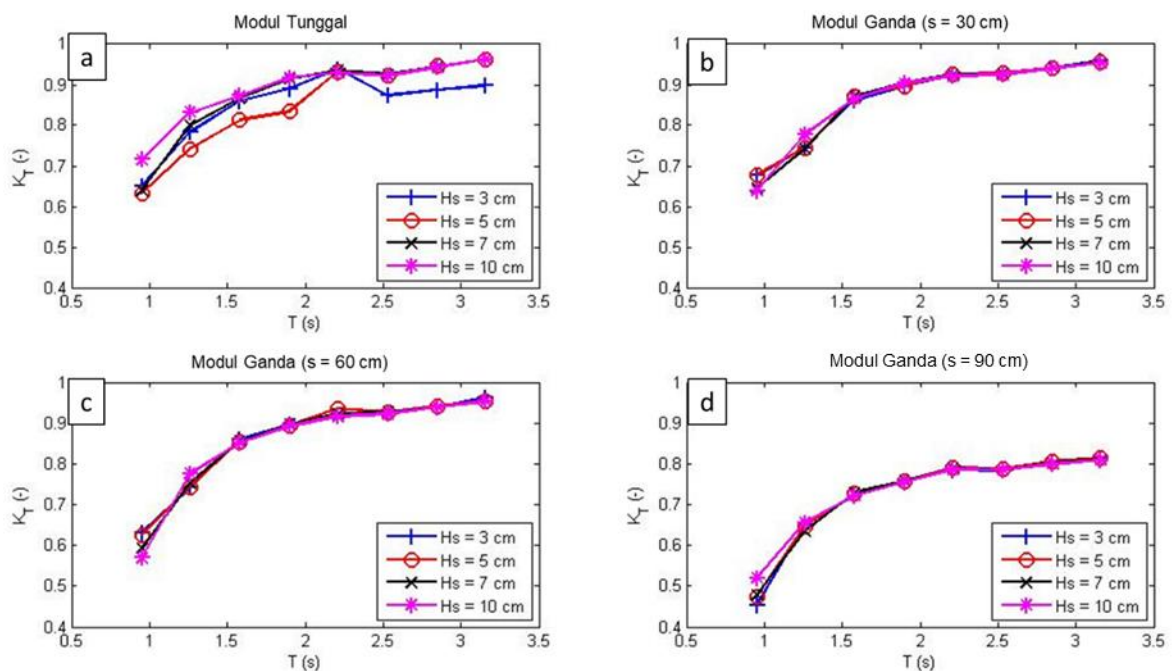 Modul Tunggal
a
1
0.9
0.8
0.7
0.6
0.5
0.4
K_T (-)
0.5 1 1.5 2 2.5 3 3.5
T (s)
Hs = 3 cm
Hs = 5 cm
Hs = 7 cm
Hs = 10 cm
Modul Ganda (s = 30 cm)
b
1
0.9
0.8
0.7
0.6
0.5
0.4
K_T (-)
0.5 1 1.5 2 2.5 3 3.5
T (s)
Hs = 3 cm
Hs = 5 cm
Hs = 7 cm
Hs = 10 cm
Modul Ganda (s = 60 cm)
c
1
0.9
0.8
0.7
0.6
0.5
0.4
K_T (-)
0.5 1 1.5 2 2.5 3 3.5
T (s)
Hs = 3 cm
Hs = 5 cm
Hs = 7 cm
Hs = 10 cm
Modul Ganda (s = 90 cm)
d
1
0.9
0.8
0.7
0.6
0.5
0.4
K_T (-)
0.5 1 1.5 2 2.5 3 3.5
T (s)
Hs = 3 cm
Hs = 5 cm
Hs = 7 cm
Hs = 10 cm